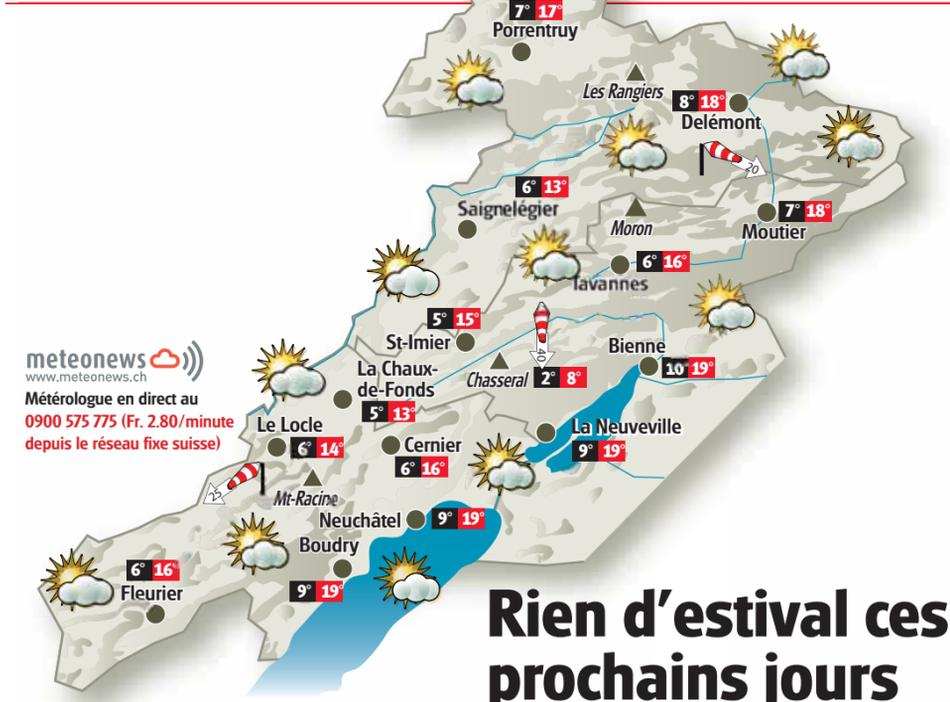 7° 17°
Porrentruy
Les Rangiers
8° 18°
Delémont
20
6° 13°
Saignelégier
Moron
7° 18°
Moutier
6° 16°
Tavannes
5° 15°
St-Imier
40
Chasseral 2° 8°
Bienne
10° 19°
meteonews
www.meteonews.ch
Métérologue en direct au
0900 575 775 (Fr. 2.80/minute
depuis le réseau fixe suisse)
La Chaux-
de-Fonds
5° 13°
Le Locle
6° 14°
Cernier
6° 16°
La Neuveville
9° 19°
25
Mt-Racine
Neuchâtel 9° 19°
Boudry
9° 19°
6° 16°
Fleurier
Rien d’estival ces
prochains jours